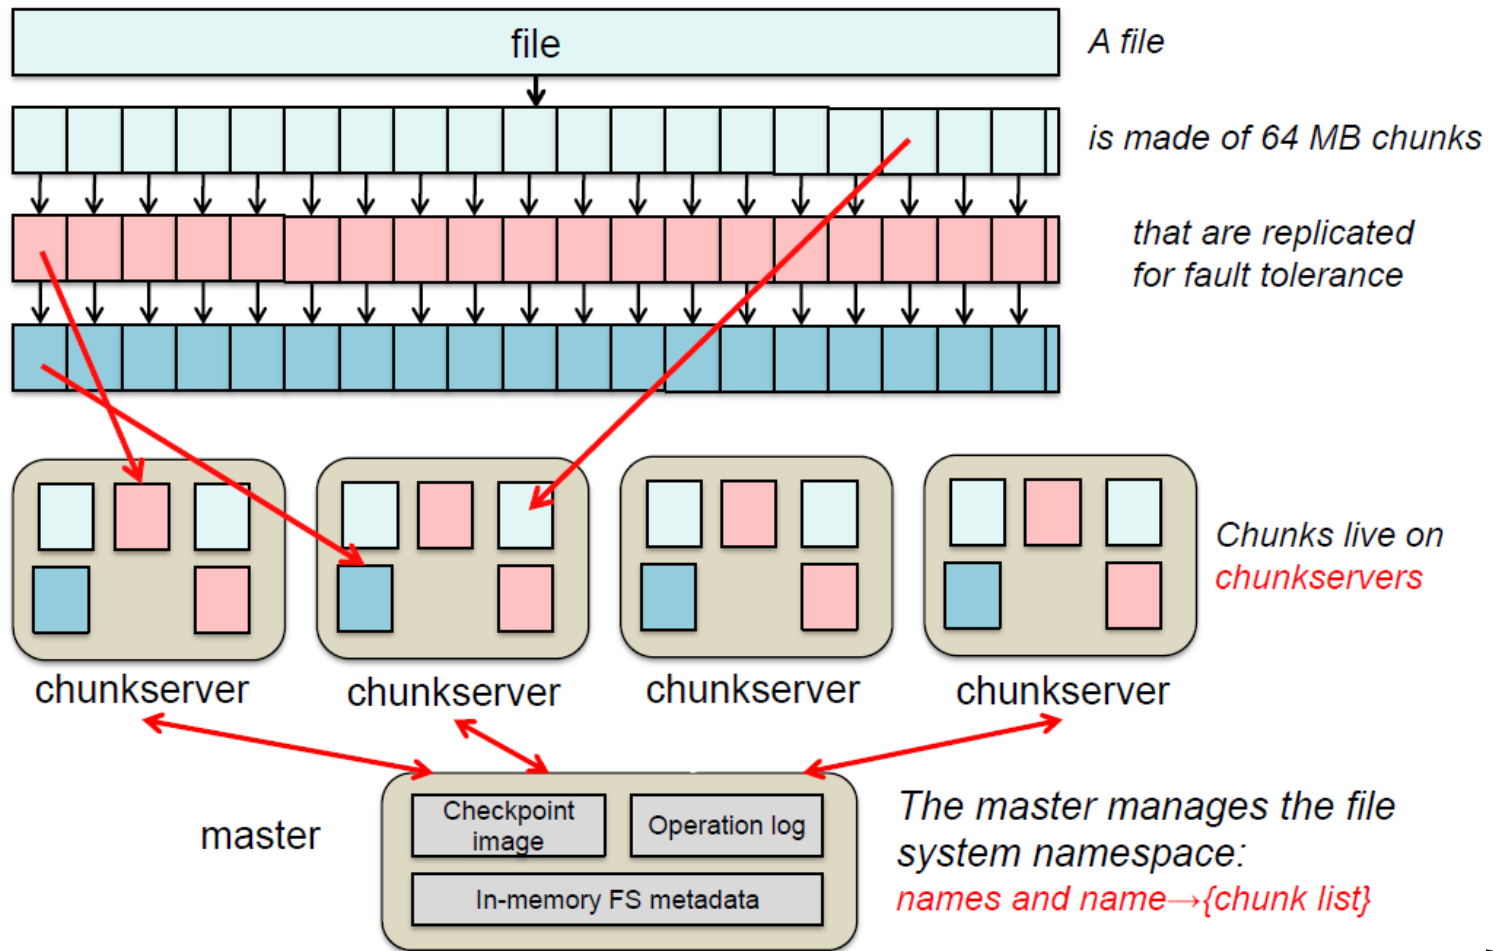 file
A file
is made of 64 MB chunks
that are replicated
for fault tolerance
Chunks live on
chunkservers
chunkserver
chunkserver
chunkserver
chunkserver
master
Checkpoint
image
Operation log
In-memory FS metadata
The master manages the file
system namespace:
names and name→{chunk list}